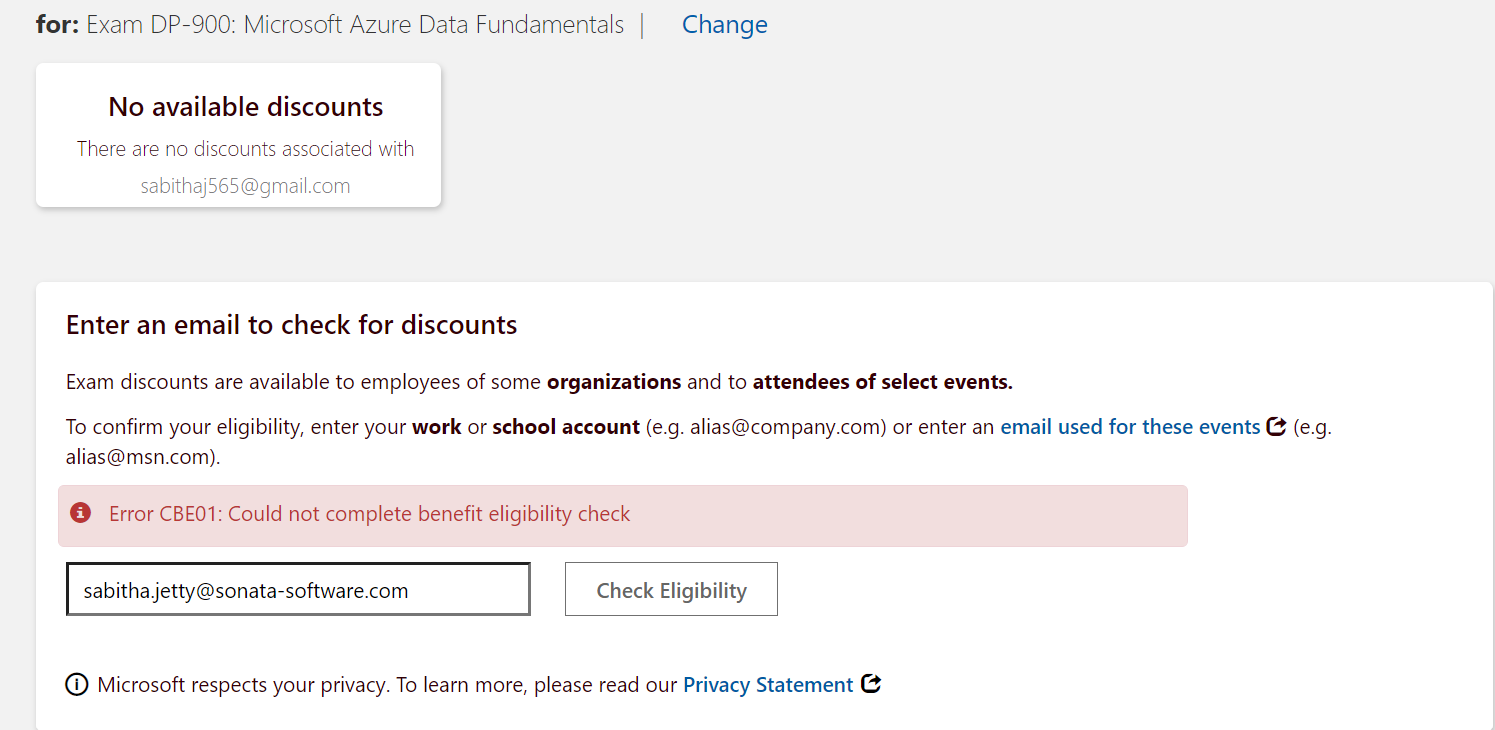 for: Exam DP-900: Microsoft Azure Data Fundamentals | Change
No available discounts
There are no discounts associated with
sabithaj565@gmail.com
Enter an email to check for discounts
Exam discounts are available to employees of some organizations and to attendees of select events.
To confirm your eligibility, enter your work or school account (e.g. alias@company.com) or enter an email used for these events (e.g.
alias@msn.com).
Error CBE01: Could not complete benefit eligibility check
sabitha.jetty@sonata-software.com Check Eligibility
Microsoft respects your privacy. To learn more, please read our Privacy Statement